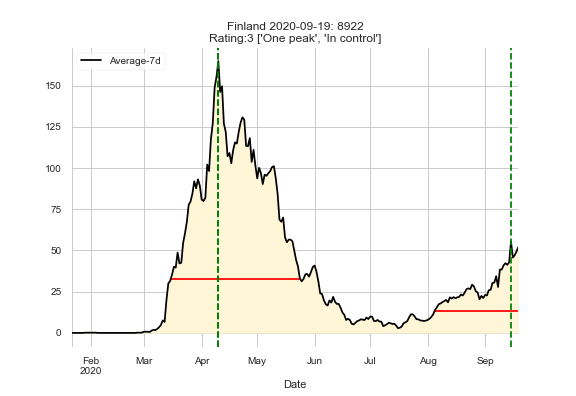 Finland 2020-09-19: 8922
Rating:3 ['One peak', 'In control']
Average-7d
150
125
100
75
50
25
0
Feb
2020
Mar
Apr
May
Jun
Jul
Aug
Sep
Date